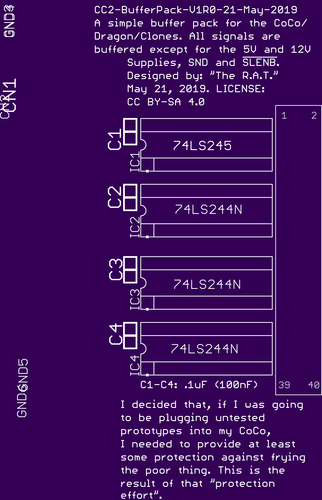 CC2-BufferPack-V1R0-21-May-2019
A simple buffer pack for the CoCo/
Dragon/Clones. All signals are
buffered except for the 5V and 12V
Supplies, SND and SLENB.
Designed by: "The R.A.T."
May 21, 2019. LICENSE:
CC BY-SA 4.0
CN1
1 2
C1
74LS245
IC1
C2
74LS244N
IC2
C3
74LS244N
IC3
C4
74LS244N
IC4
39 40
C1-C4: .1uF (100nF)
GND5
I decided that, if I was going
to be plugging untested
prototypes into my CoCo,
I needed to provide at least
some protection against frying
the poor thing. This is the
result of that "protection
effort".